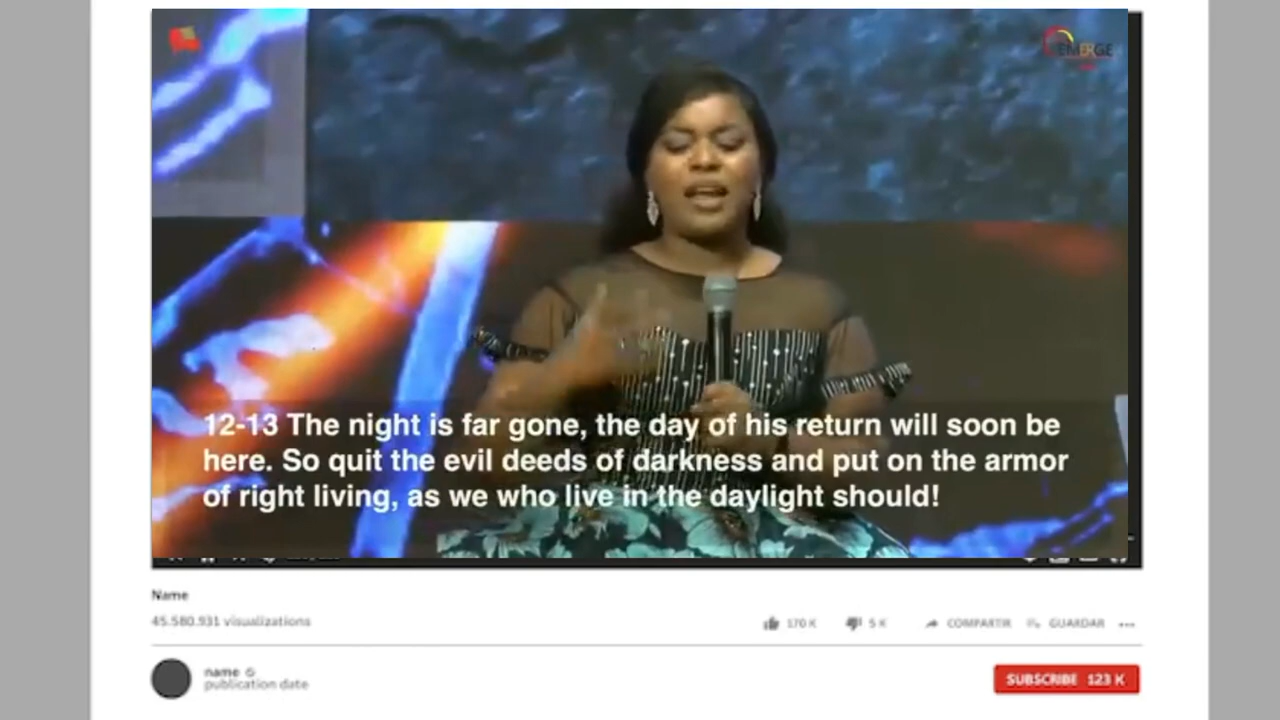 EMERGE
12-13 The night is far gone, the day of his return will soon be
here. So quit the evil deeds of darkness and put on the armor
of right living, as we who live in the daylight should!
Name
45.580.931 visualizations
170 K
5 K
COMPARTIR
GUARDAR
name
publication date
SUBSCRIBE 123 K